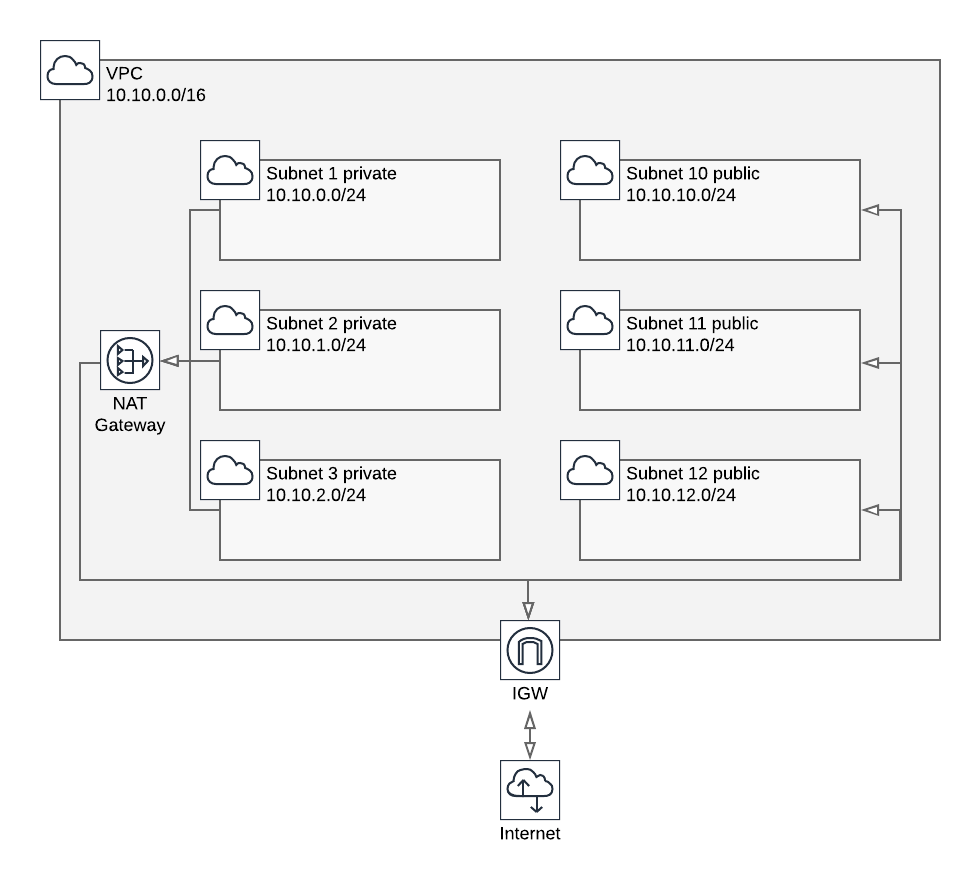 VPC
10.10.0.0/16
Subnet 1 private
10.10.0.0/24
Subnet 10 public
10.10.10.0/24
Subnet 2 private
10.10.1.0/24
Subnet 11 public
10.10.11.0/24
NAT
Gateway
Subnet 3 private
10.10.2.0/24
Subnet 12 public
10.10.12.0/24
IGW
Internet